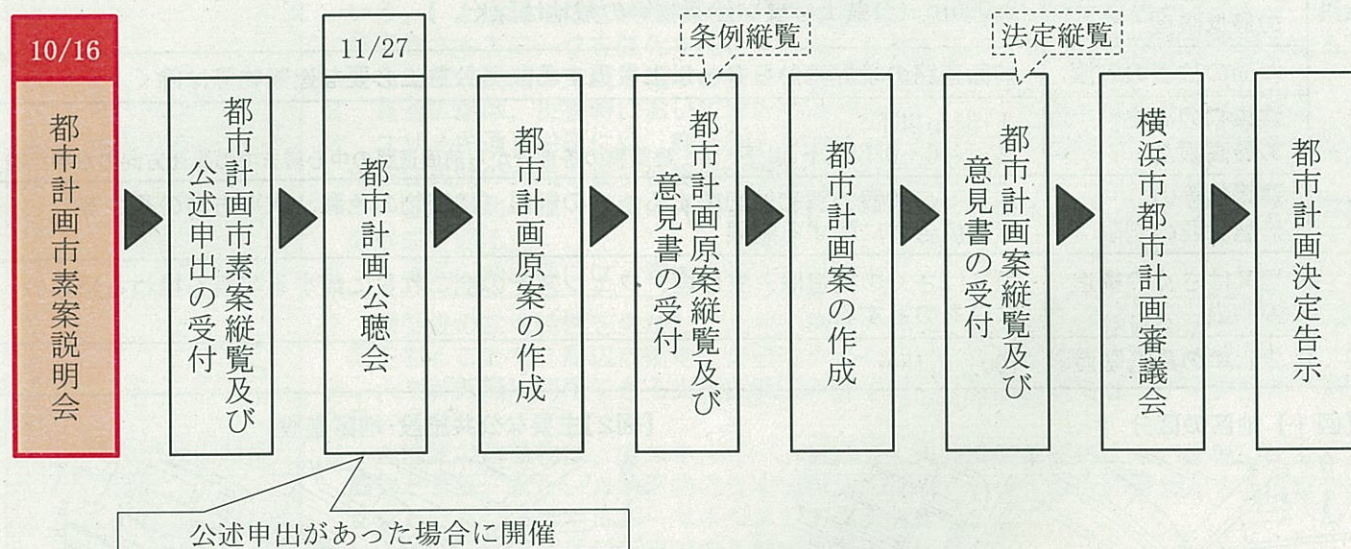 10/16
都市計画市素案説明会
都市計画市素案縦覧及び
公述申出の受付
11/27
都市計画公聴会
都市計画原案の作成
条例縦覧
都市計画原案縦覧及び
意見書の受付
都市計画案の作成
法定縦覧
都市計画案縦覧及び
意見書の受付
横浜市都市計画審議会
都市計画決定告示
公述申出があった場合に開催